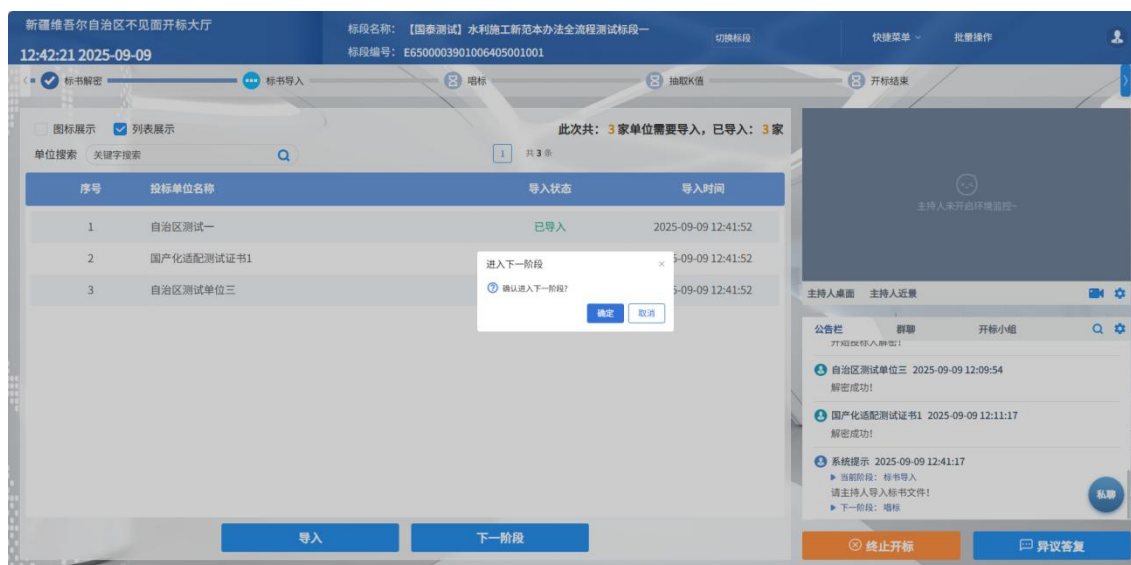 新疆维吾尔自治区不见面开标大厅
12:42:21 2025-09-09
标段名称：【国泰测试】水利施工新范本办法全流程测试标段一
标段编号：E6500003901006405001001
切换标段
快捷菜单
批量操作
标书解密
标书导入
唱标
抽取K值
开标结束
图标展示 列表展示
此次共：3家单位需要导入，已导入：3家
单位搜索 关键字搜索
1 共 3 条
序号 投标单位名称 导入状态 导入时间
1 自治区测试一 已导入 2025-09-09 12:41:52
2 国产化适配测试证书1 5-09-09 12:41:52
3 自治区测试单位三 5-09-09 12:41:52
进入下一阶段
确认进入下一阶段?
确定 取消
导入 下一阶段
主持人未开启环境监控~
主持人桌面 主持人近景
公告栏 群聊 开标小组
开始投标人解密!
自治区测试单位三 2025-09-09 12:09:54
解密成功!
国产化适配测试证书1 2025-09-09 12:11:17
解密成功!
系统提示 2025-09-09 12:41:17
当前阶段：标书导入
请主持人导入标书文件!
下一阶段：唱标
私聊
终止开标 异议答复